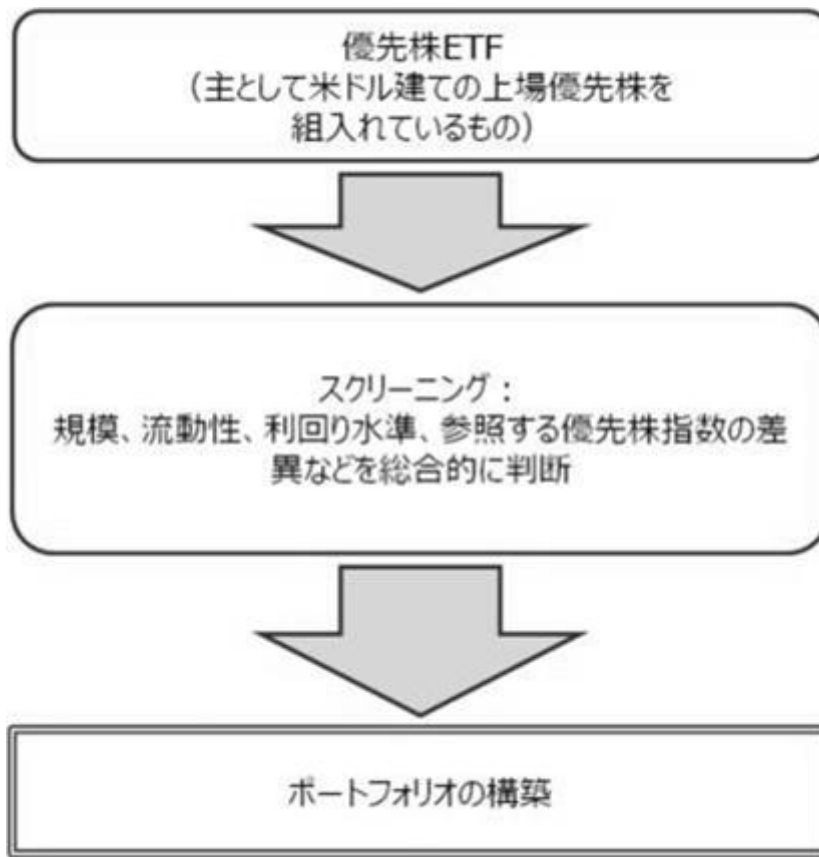 優先株ETF
（主として米ドル建ての上場優先株を
組入れているもの）
スクリーニング：
規模、流動性、利回り水準、参照する優先株指数の差
異などを総合的に判断
ポートフォリオの構築